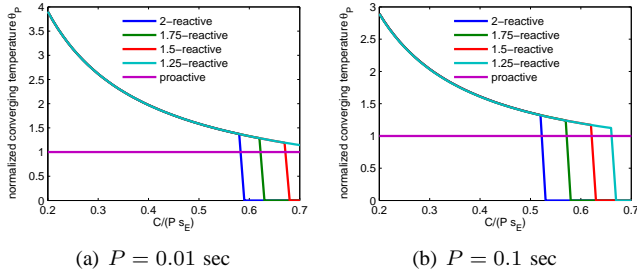 normalized converging temperature θP
4
3.5
3
2.5
2
1.5
1
0.5
0
0.2 0.3 0.4 0.5 0.6 0.7
C/(P sE)
2-reactive
1.75-reactive
1.5-reactive
1.25-reactive
proactive
(a) P = 0.01 sec
normalized converging temperature θP
3
2.5
2
1.5
1
0.5
0
0.2 0.3 0.4 0.5 0.6 0.7
C/(P sE)
2-reactive
1.75-reactive
1.5-reactive
1.25-reactive
proactive
(b) P = 0.1 sec